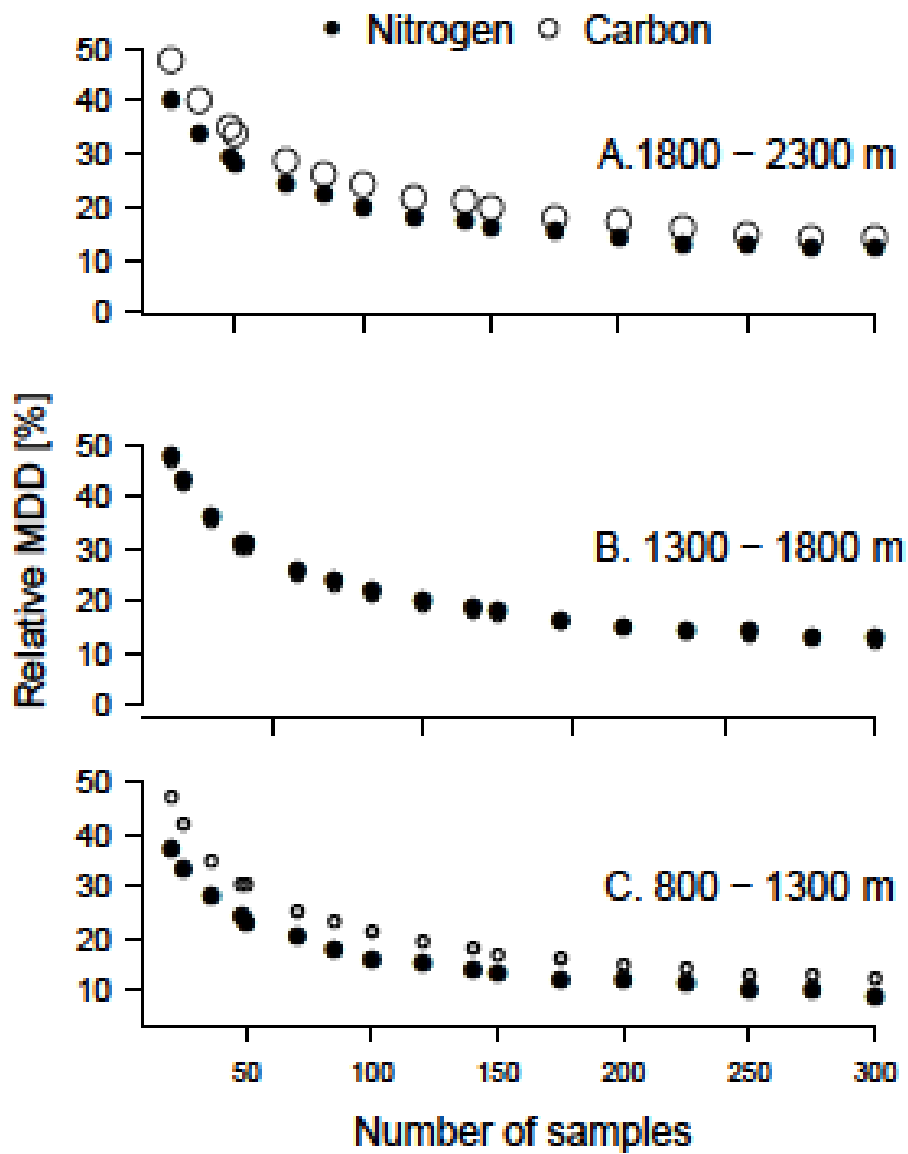 Nitrogen Carbon
50
40
30
20
10
0
A.1800 − 2300 m
Relative MDD [%]
50
40
30
20
10
0
B. 1300 − 1800 m
50
40
30
20
10
C. 800 − 1300 m
50 100 150 200 250 300
Number of samples